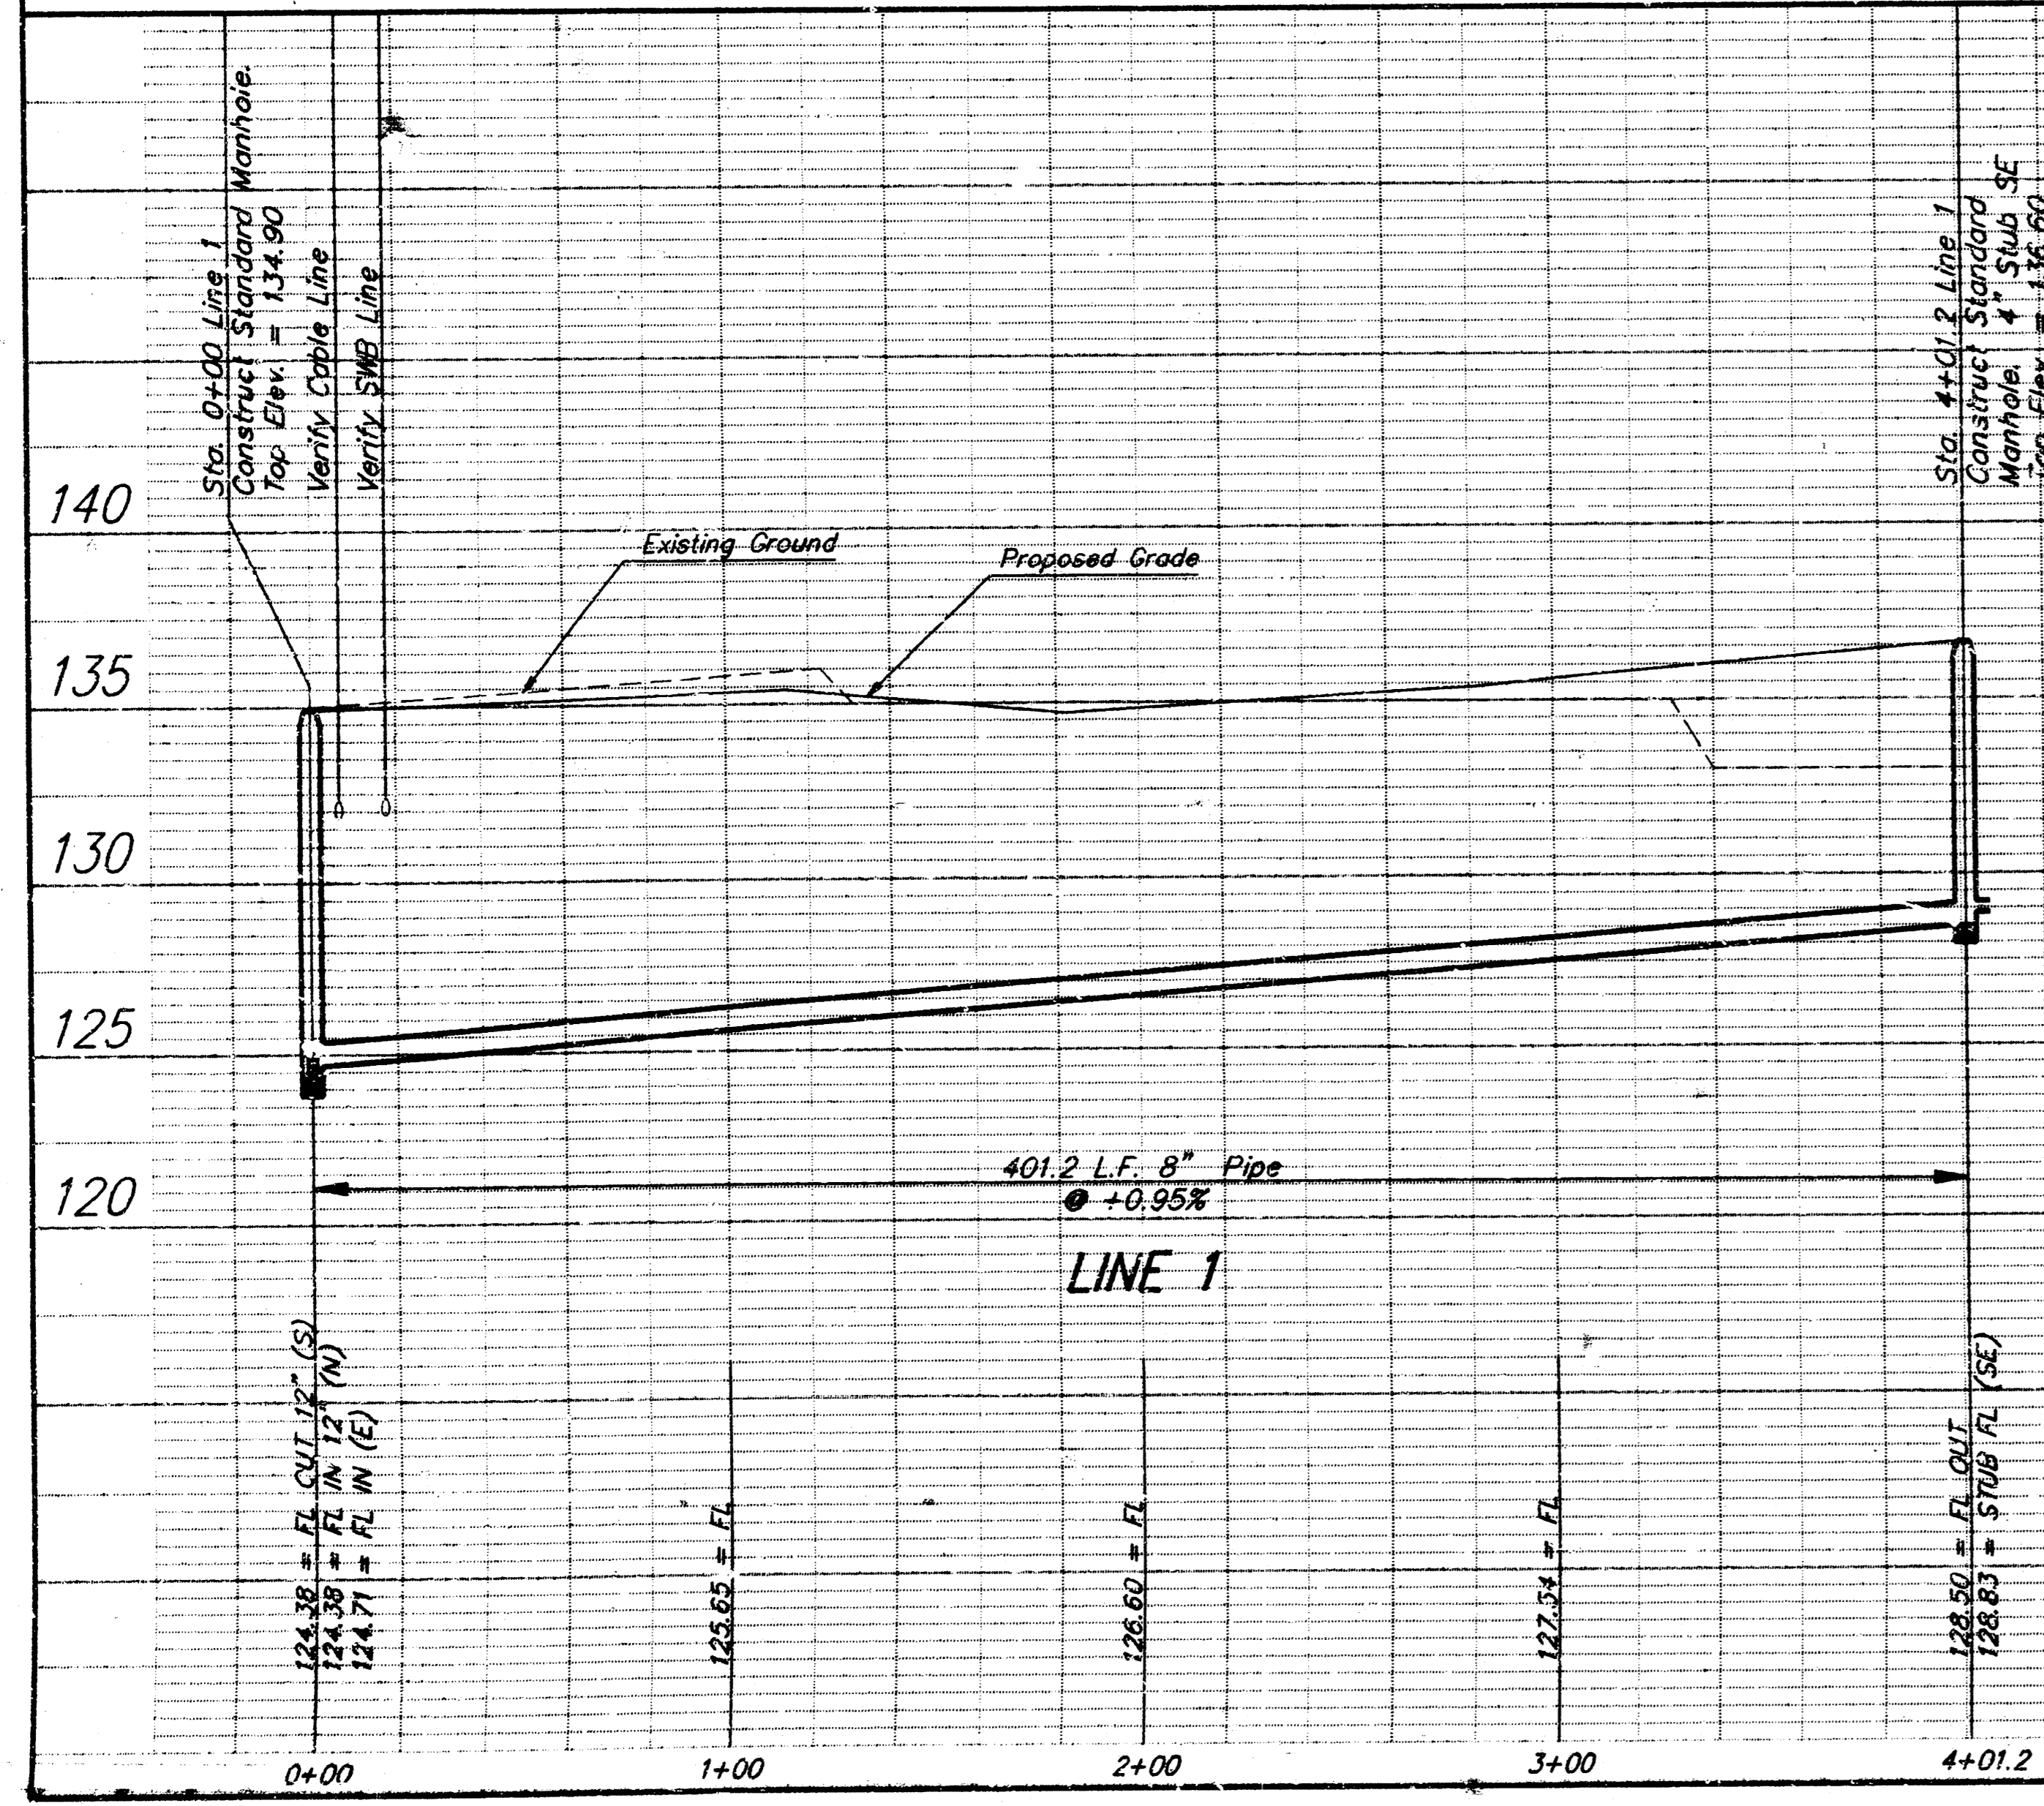 Sta. 0+00 Line 1
Construct Standard Manhole.
Top Elev. = 134.90
Verify Cable Line
Verify SWB Line
Sta. 4+01.2 Line 1
Construct Standard
Manhole. 4" Stub SE
Top Elev. = 136.60
140
Existing Ground
Proposed Grade
135
130
125
401.2 L.F. 8" Pipe
@ +0.95%
120
LINE 1
124.38 = FL OUT 12" (S)
124.38 = FL IN 12" (N)
124.71 = FL IN (E)
125.65 = FL
126.60 = FL
127.54 = FL
128.50 = FL OUT
128.83 = STUB FL (SE)
0+00
1+00
2+00
3+00
4+01.2